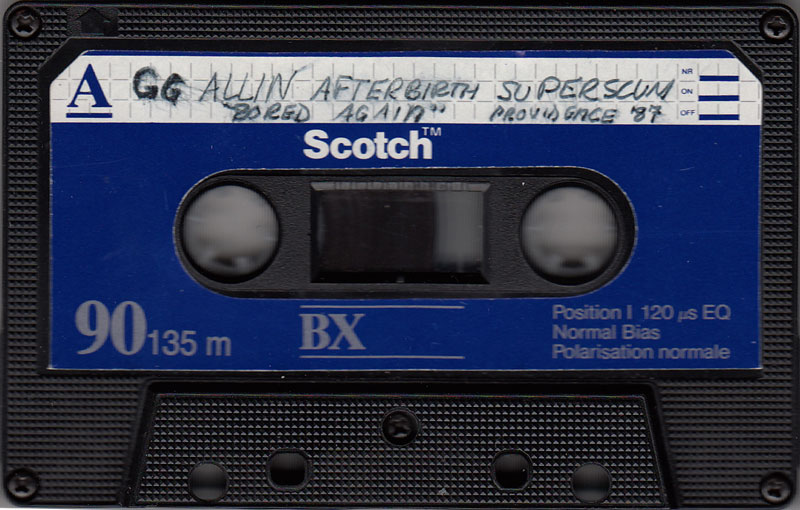 A
GG ALLIN AFTERBIRTH SUPERSCUM
"BORED AGAIN" PROVIDENCE '87
NR
ON
OFF
Scotch™
90 135 m
BX
Position I 120 μs EQ
Normal Bias
Polarisation normale